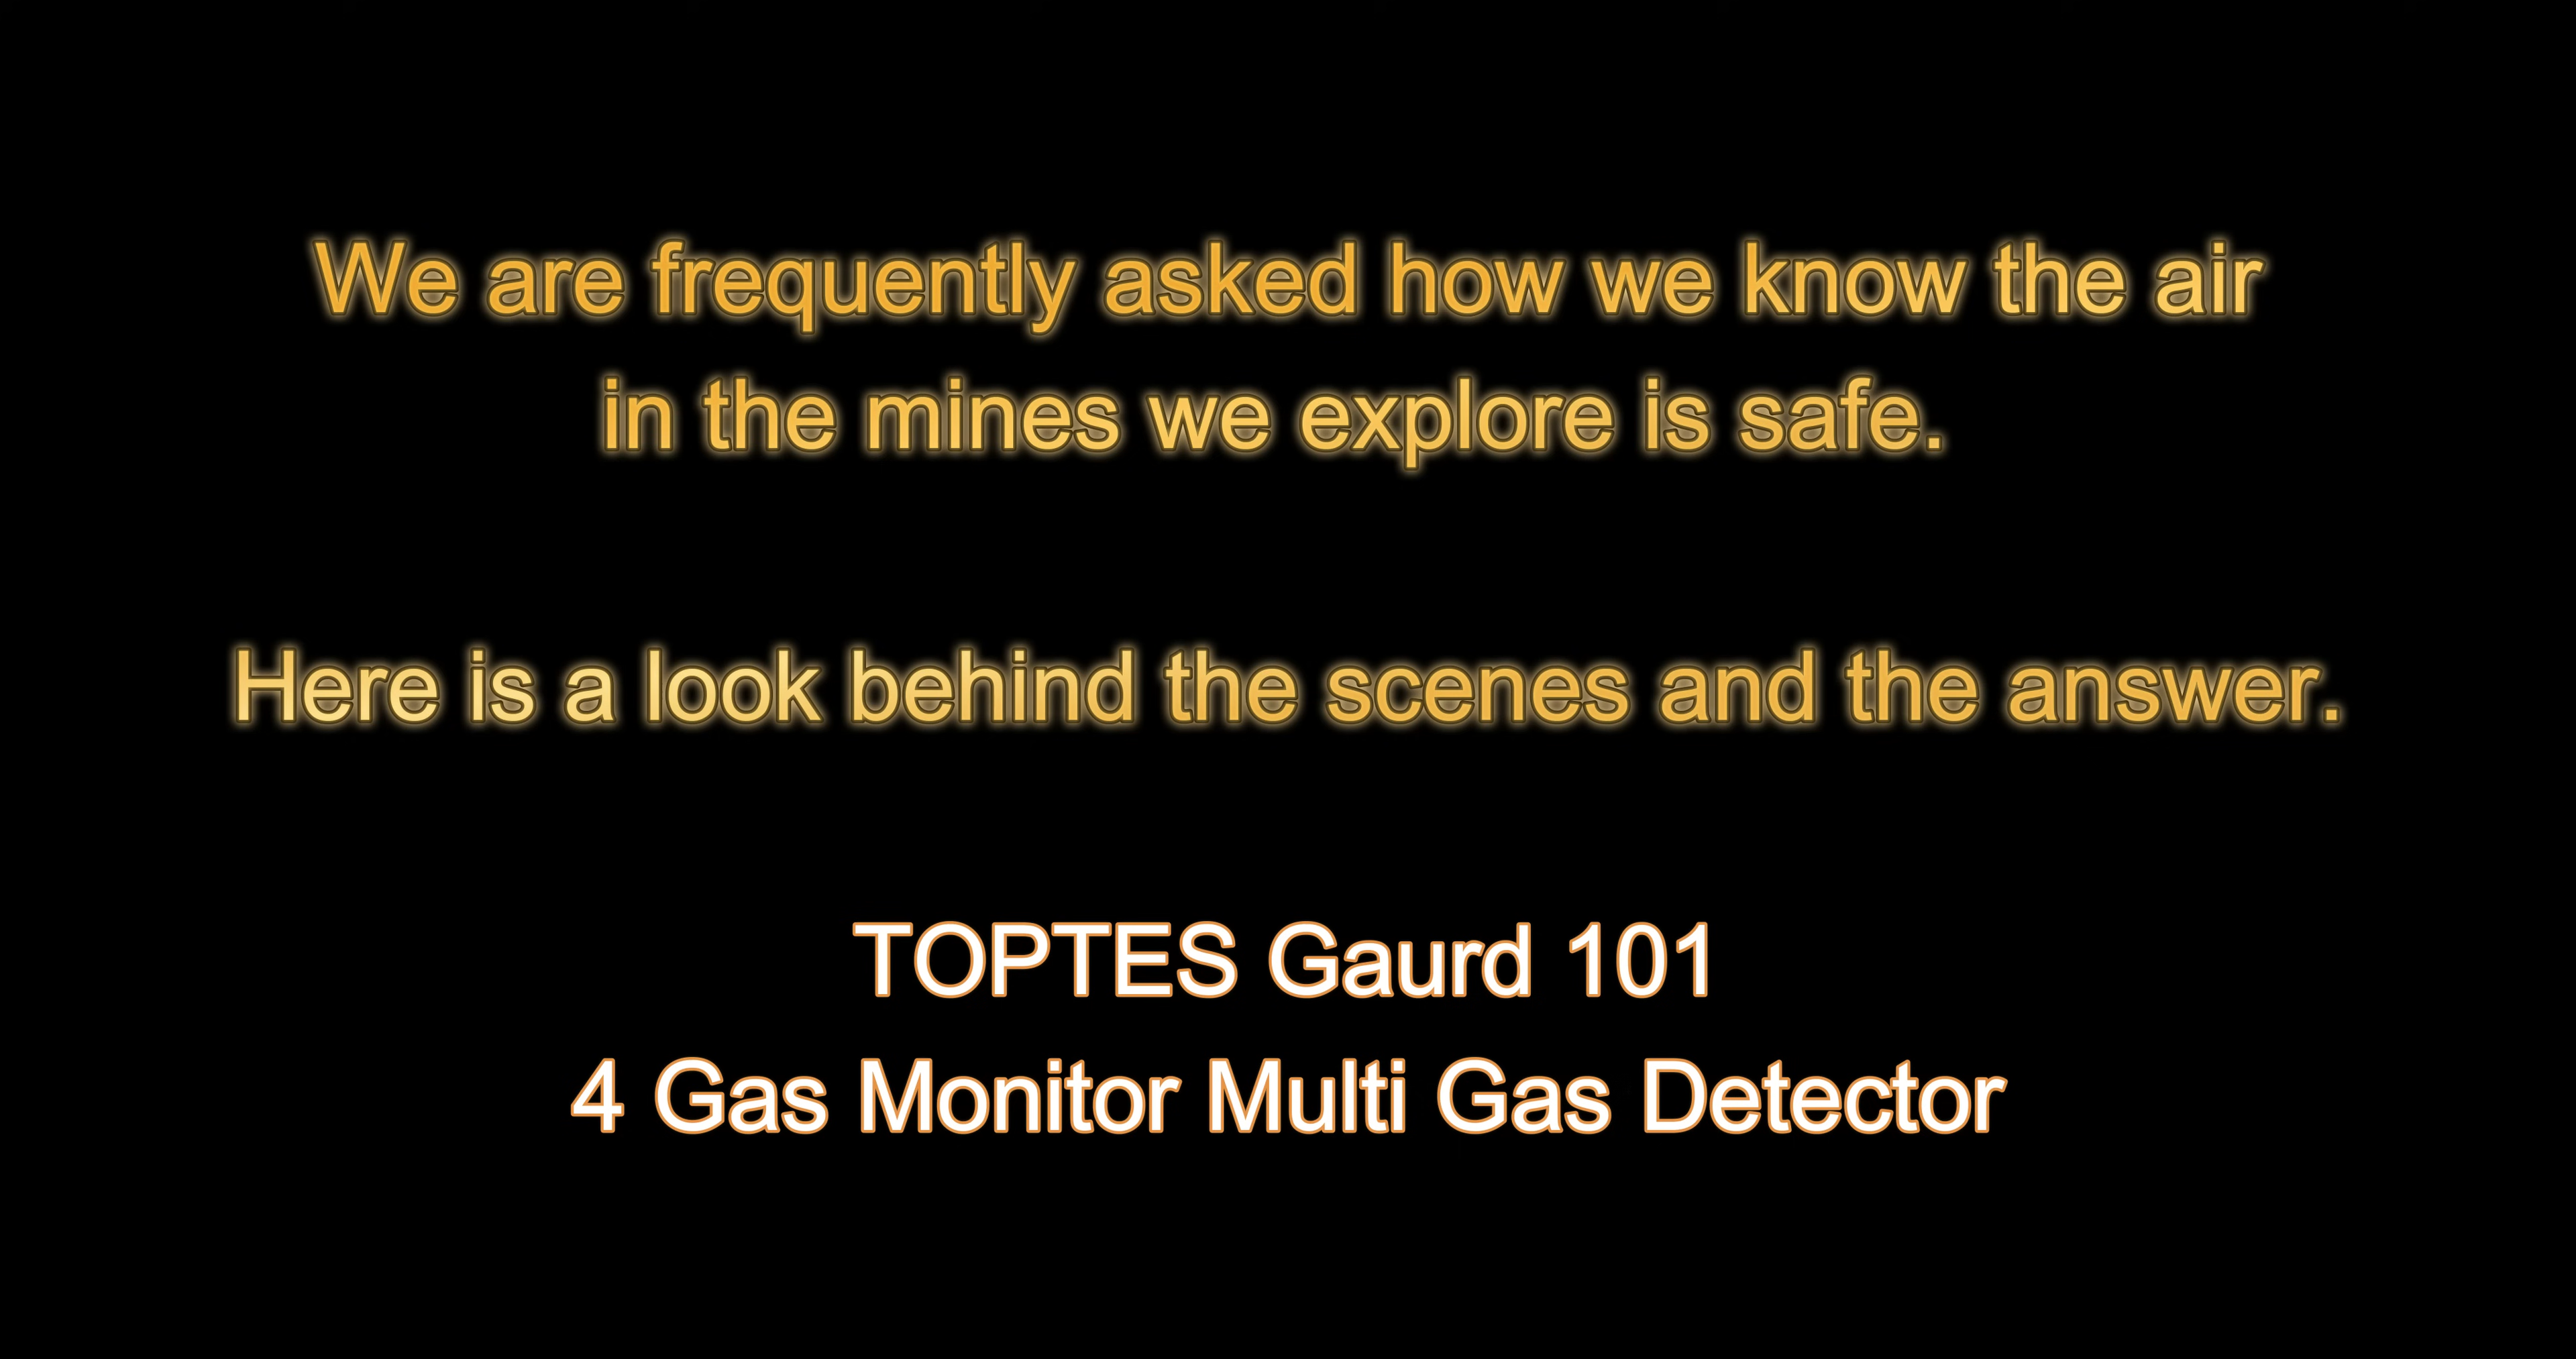 We are frequently asked how we know the air
in the mines we explore is safe.
Here is a look behind the scenes and the answer.
TOPTES Gaurd 101
4 Gas Monitor Multi Gas Detector